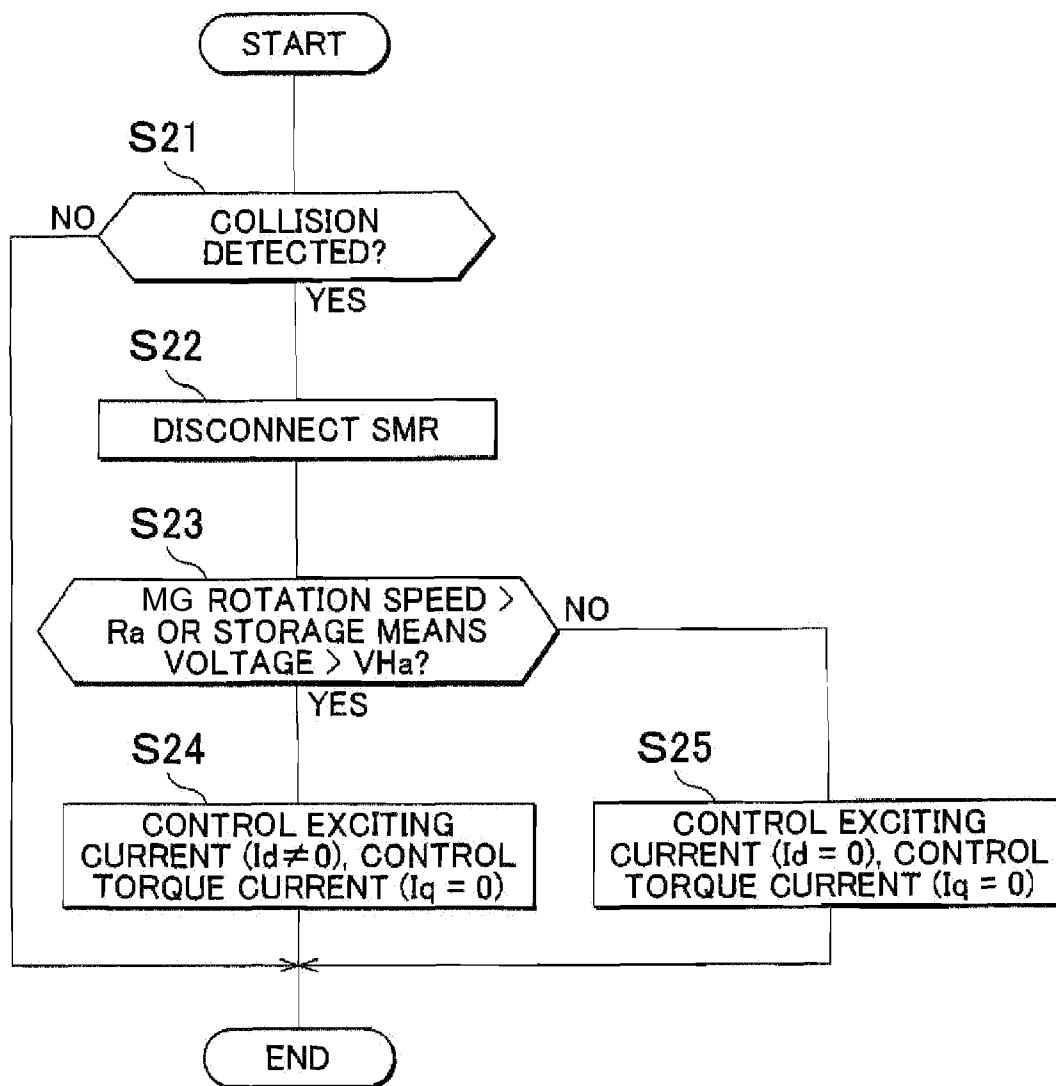 START
S21
NO
COLLISION
DETECTED?
YES
S22
DISCONNECT SMR
S23
MG ROTATION SPEED >
Ra OR STORAGE MEANS
VOLTAGE > VHa?
NO
YES
S24
CONTROL EXCITING
CURRENT (Id≠0), CONTROL
TORQUE CURRENT (Iq = 0)
S25
CONTROL EXCITING
CURRENT (Id = 0), CONTROL
TORQUE CURRENT (Iq = 0)
END